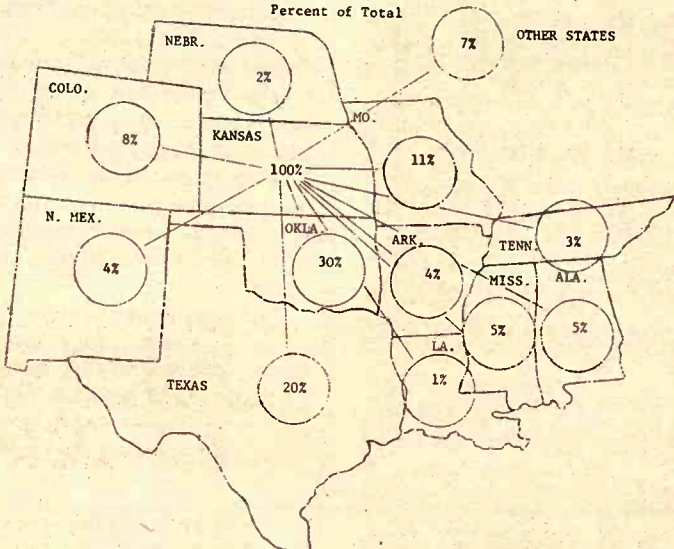 Percent of Total
OTHER STATES
7%
NEBR.
2%
COLO.
8%
KANSAS
100%
MO.
11%
N. MEX.
4%
OKLA.
30%
ARK.
4%
TENN.
3%
MISS.
5%
ALA.
5%
LA.
1%
TEXAS
20%